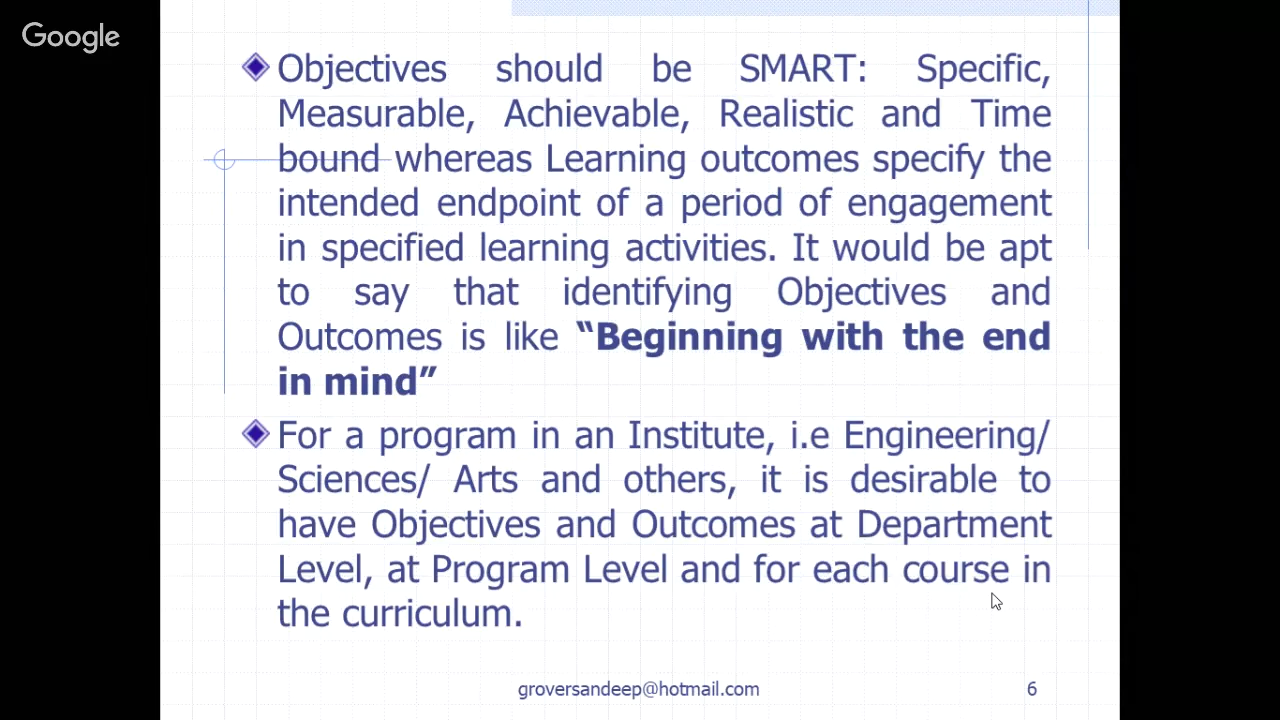 Google
Objectives should be SMART: Specific,
Measurable, Achievable, Realistic and Time
bound whereas Learning outcomes specify the
intended endpoint of a period of engagement
in specified learning activities. It would be apt
to say that identifying Objectives and
Outcomes is like “Beginning with the end
in mind”
For a program in an Institute, i.e Engineering/
Sciences/ Arts and others, it is desirable to
have Objectives and Outcomes at Department
Level, at Program Level and for each course in
the curriculum.
groversandeep@hotmail.com 6